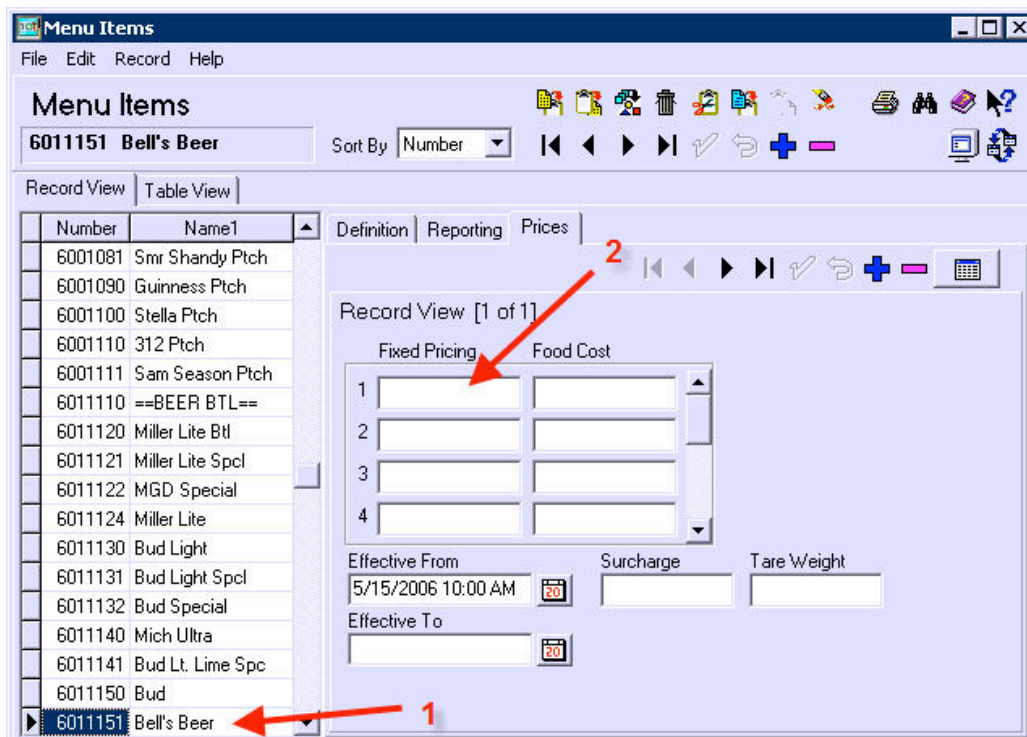 Menu Items
File Edit Record Help
Menu Items
6011151 Bell's Beer
Sort By Number
Record View Table View
Number Name1
6001081 Smr Shandy Ptch
6001090 Guinness Ptch
6001100 Stella Ptch
6001110 312 Ptch
6001111 Sam Season Ptch
6011110 ==BEER BTL==
6011120 Miller Lite Btl
6011121 Miller Lite Spcl
6011122 MGD Special
6011124 Miller Lite
6011130 Bud Light
6011131 Bud Light Spcl
6011132 Bud Special
6011140 Mich Ultra
6011141 Bud Lt. Lime Spc
6011150 Bud
6011151 Bell's Beer
1
Definition Reporting Prices
2
Record View [1 of 1]
Fixed Pricing Food Cost
1
2
3
4
Effective From Surcharge Tare Weight
5/15/2006 10:00 AM 20
Effective To
20